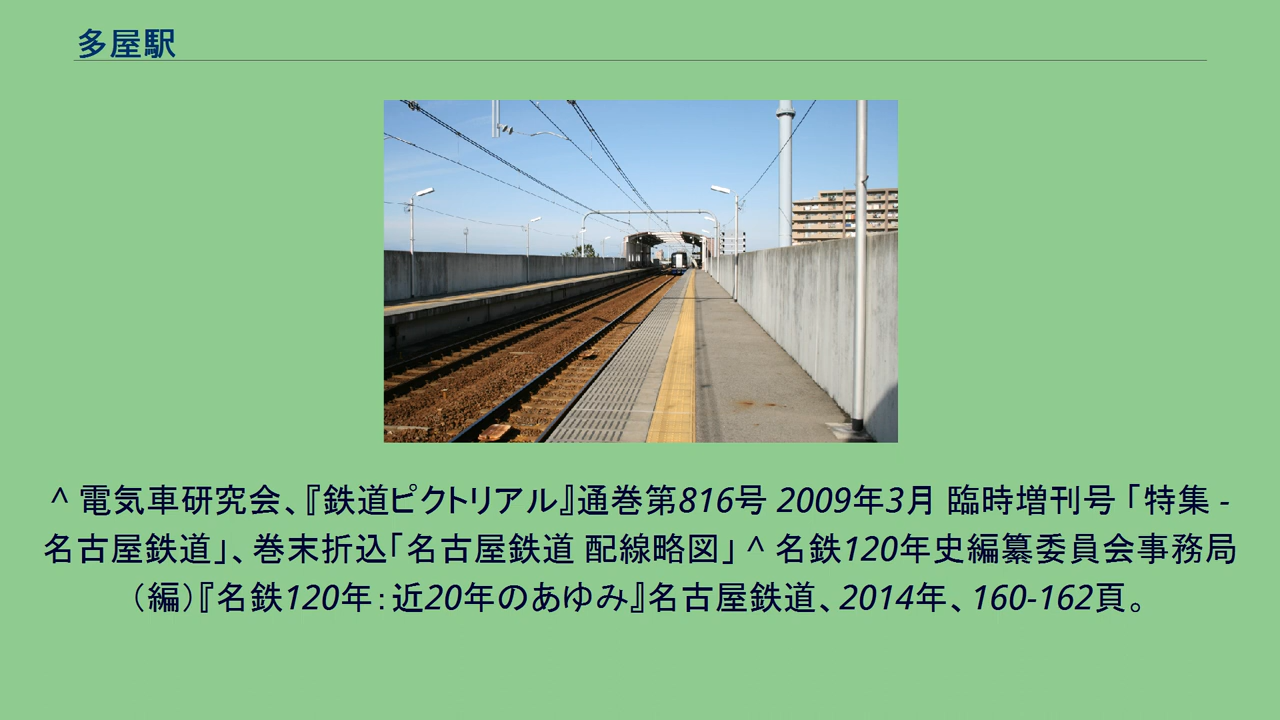 多屋駅
^ 電気車研究会、『鉄道ピクトリアル』通巻第816号 2009年3月 臨時増刊号 「特集 -
名古屋鉄道」、巻末折込「名古屋鉄道 配線略図」 ^ 名鉄120年史編纂委員会事務局
（編）『名鉄120年：近20年のあゆみ』名古屋鉄道、2014年、160-162頁。